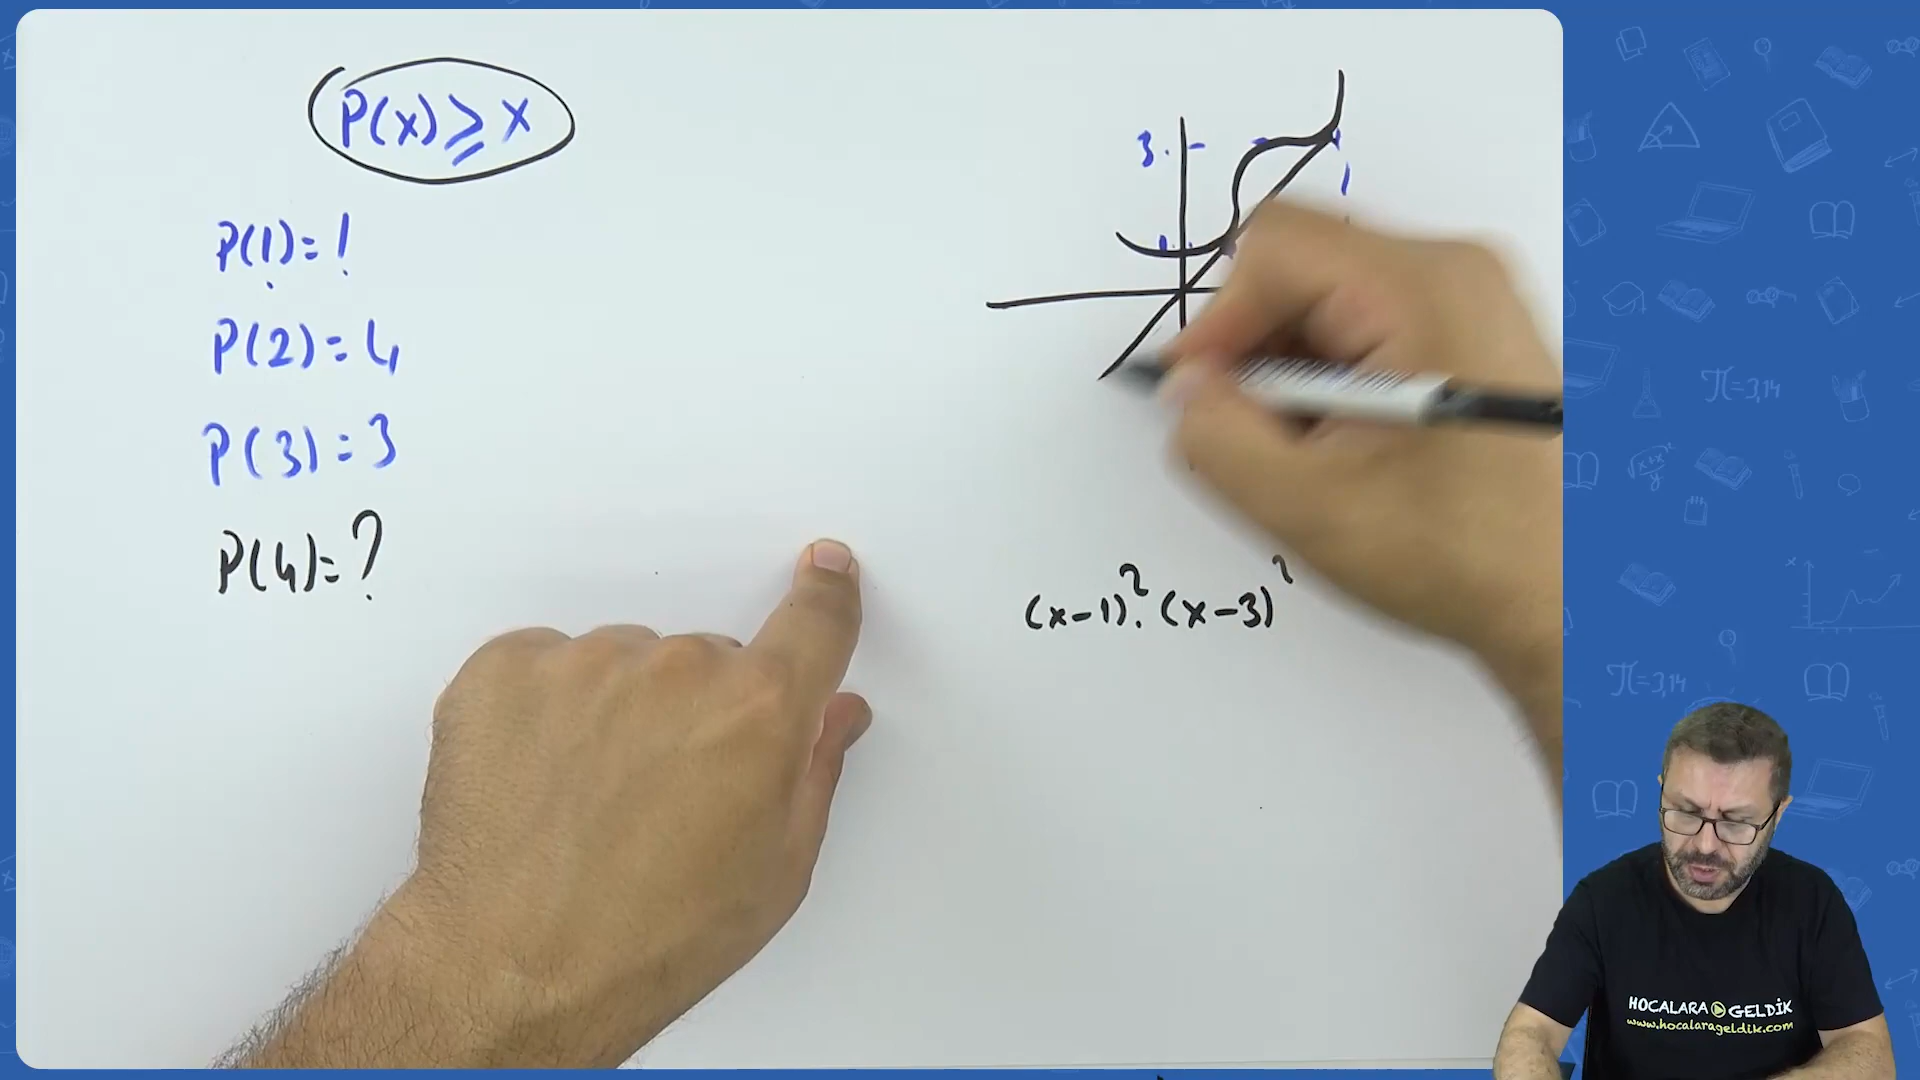 P(x) ≥ x
P(1) = 1
P(2) = 4
P(3) = 3
P(4) = ?
3
1
(x-1)². (x-3)²
π=3,14
π=3,14
HOCALARA GELDİK
www.hocalarageldik.com